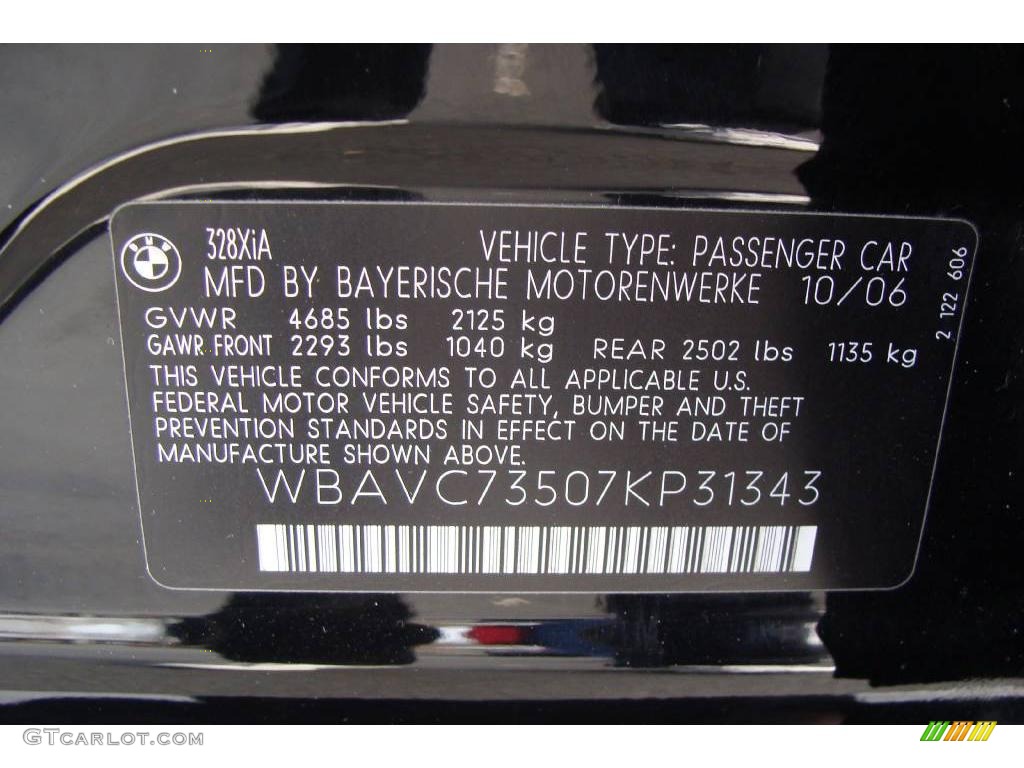 BMW
328XiA
VEHICLE TYPE: PASSENGER CAR
MFD BY BAYERISCHE MOTORENWERKE 10/06
GVWR 4685 lbs 2125 kg
GAWR FRONT 2293 lbs 1040 kg REAR 2502 lbs 1135 kg
THIS VEHICLE CONFORMS TO ALL APPLICABLE U.S.
FEDERAL MOTOR VEHICLE SAFETY, BUMPER AND THEFT
PREVENTION STANDARDS IN EFFECT ON THE DATE OF
MANUFACTURE SHOWN ABOVE.
WBAVC73507KP31343
2 122 606
GTCarlot.com